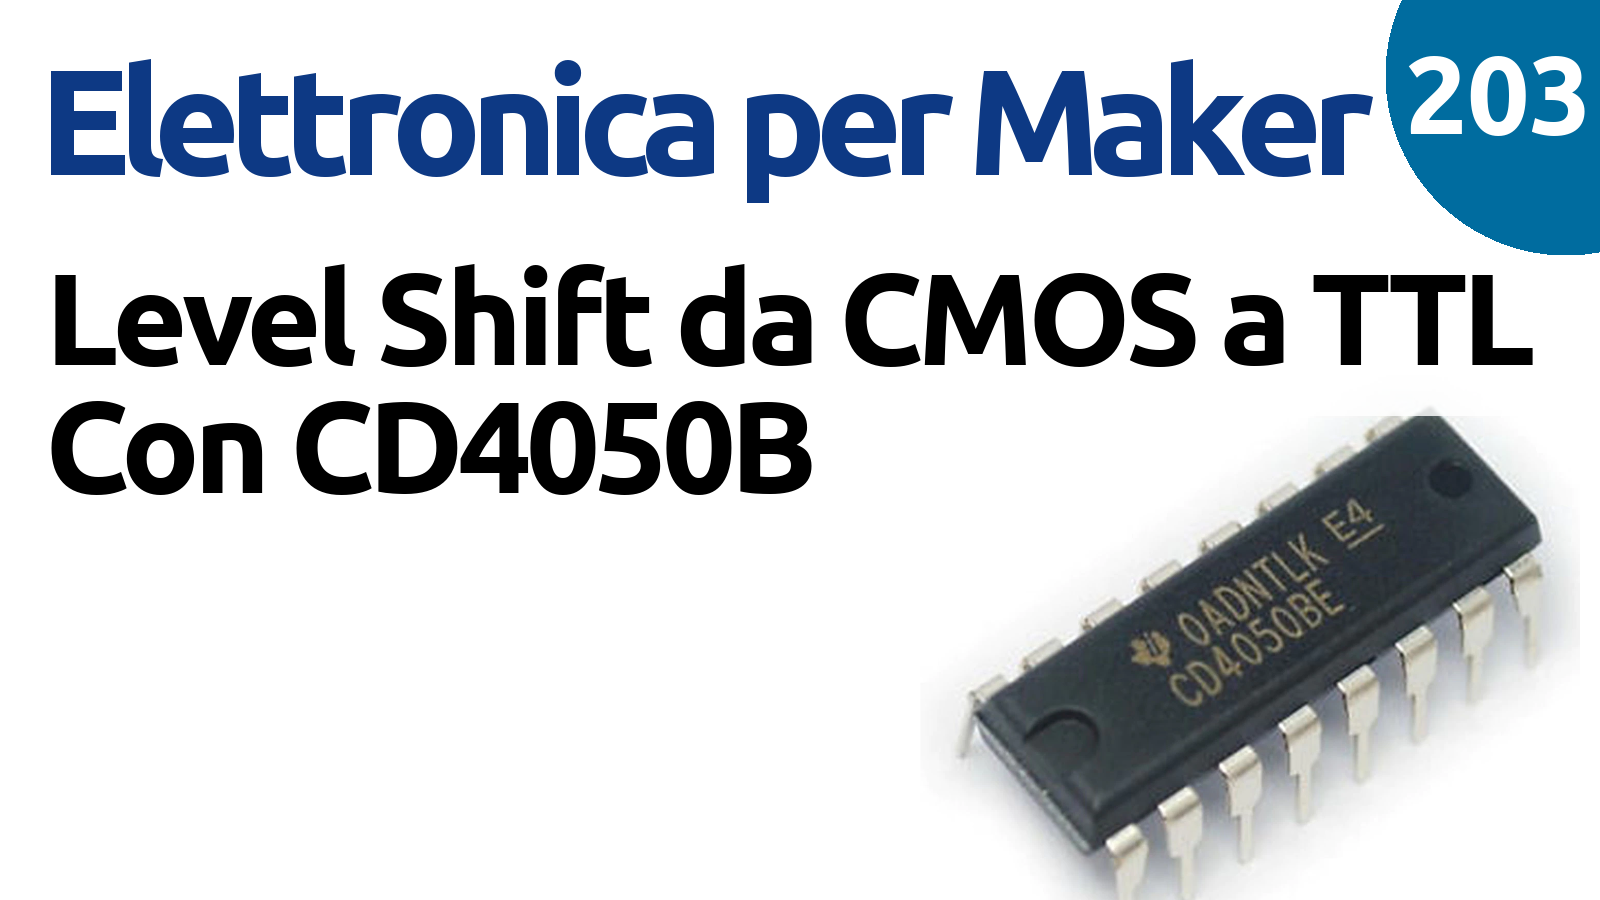 Elettronica per Maker
203
Level Shift da CMOS a TTL
Con CD4050B
0ADNTLK E4
CD4050BE